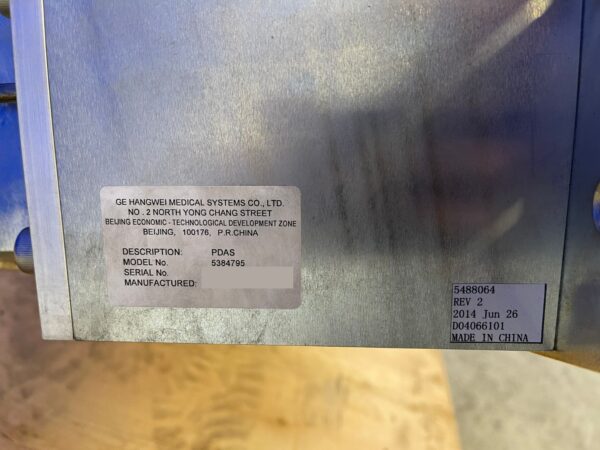 GE HANGWEI MEDICAL SYSTEMS CO., LTD.
NO . 2 NORTH YONG CHANG STREET
BEIJING ECONOMIC - TECHNOLOGICAL DEVELOPMENT ZONE
BEIJING, 100176, P.R.CHINA
DESCRIPTION: PDAS
MODEL No. 5384795
SERIAL No.
MANUFACTURED:
5488064
REV 2
2014 Jun 26
D04066101
MADE IN CHINA